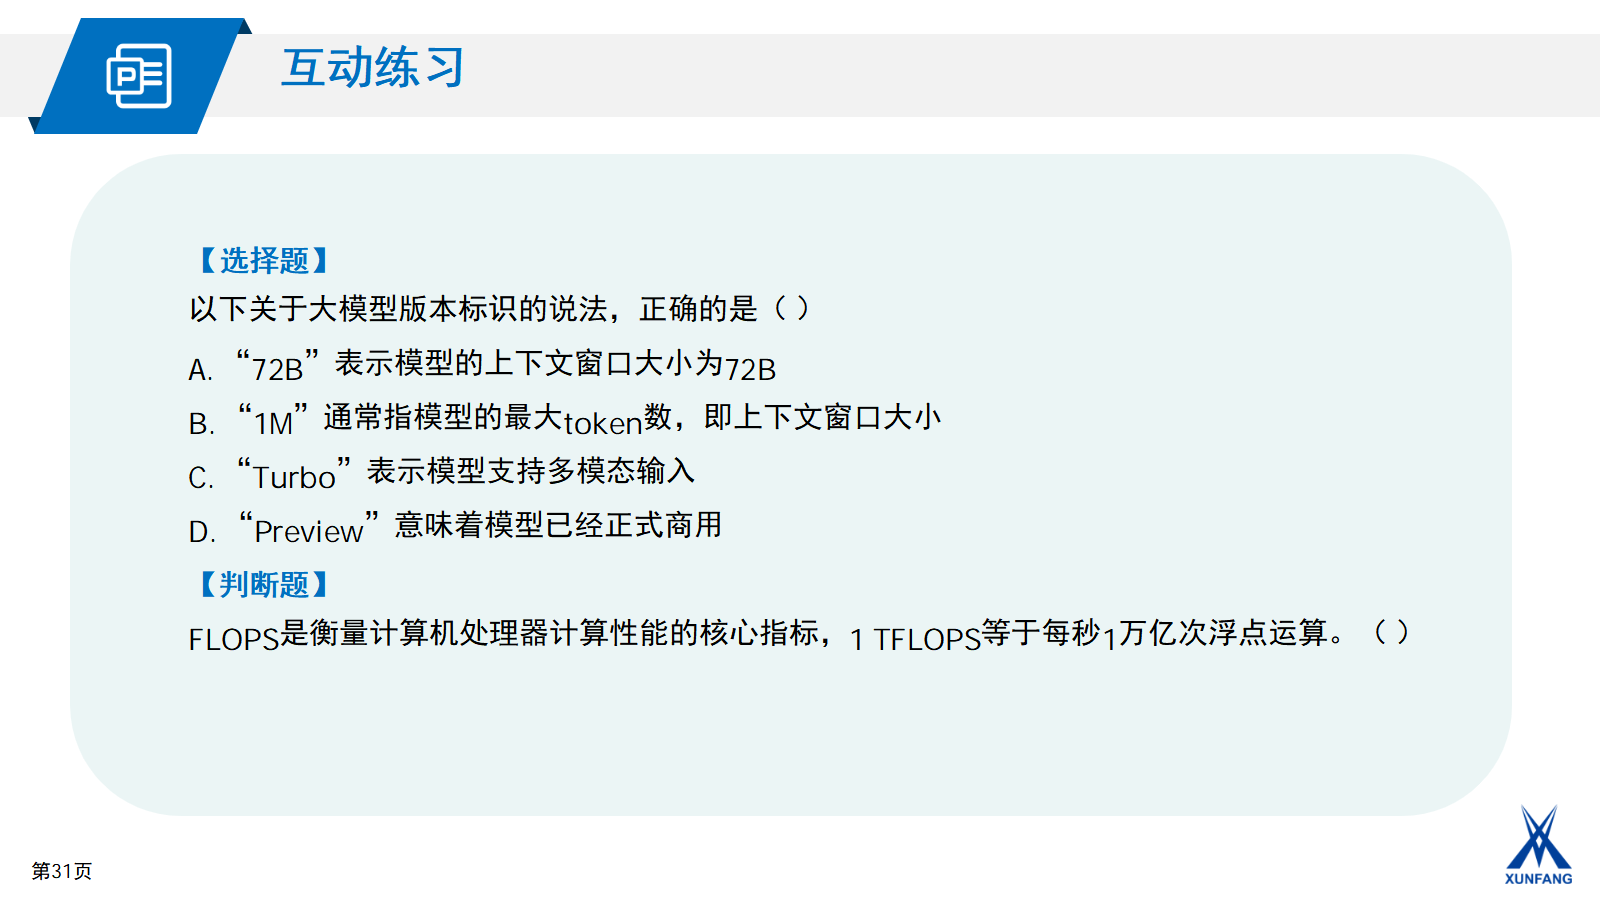 互动练习
【选择题】
以下关于大模型版本标识的说法，正确的是（ ）
A. “72B”表示模型的上下文窗口大小为72B
B. “1M”通常指模型的最大token数，即上下文窗口大小
C. “Turbo”表示模型支持多模态输入
D. “Preview”意味着模型已经正式商用
【判断题】
FLOPS是衡量计算机处理器计算性能的核心指标，1 TFLOPS等于每秒1万亿次浮点运算。（ ）
第31页
XUNFANG